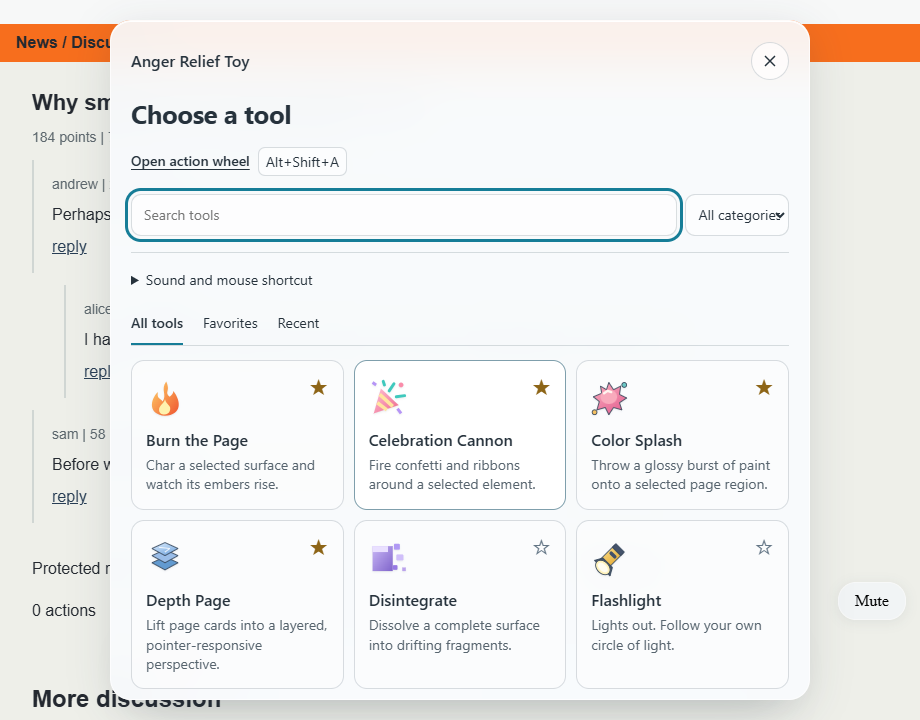 News / Discu
Anger Relief Toy
Why sm
Choose a tool
184 points |
Open action wheel Alt+Shift+A
andrew |
Perhaps
Search tools All categories
reply
Sound and mouse shortcut
alice
All tools Favorites Recent
I ha
repl
Burn the Page
Char a selected surface and
watch its embers rise.
Celebration Cannon
Fire confetti and ribbons
around a selected element.
Color Splash
Throw a glossy burst of paint
onto a selected page region.
sam | 58
Before w
reply
Depth Page
Lift page cards into a layered,
pointer-responsive
perspective.
Disintegrate
Dissolve a complete surface
into drifting fragments.
Flashlight
Lights out. Follow your own
circle of light.
Protected
0 actions
Mute
More discussion